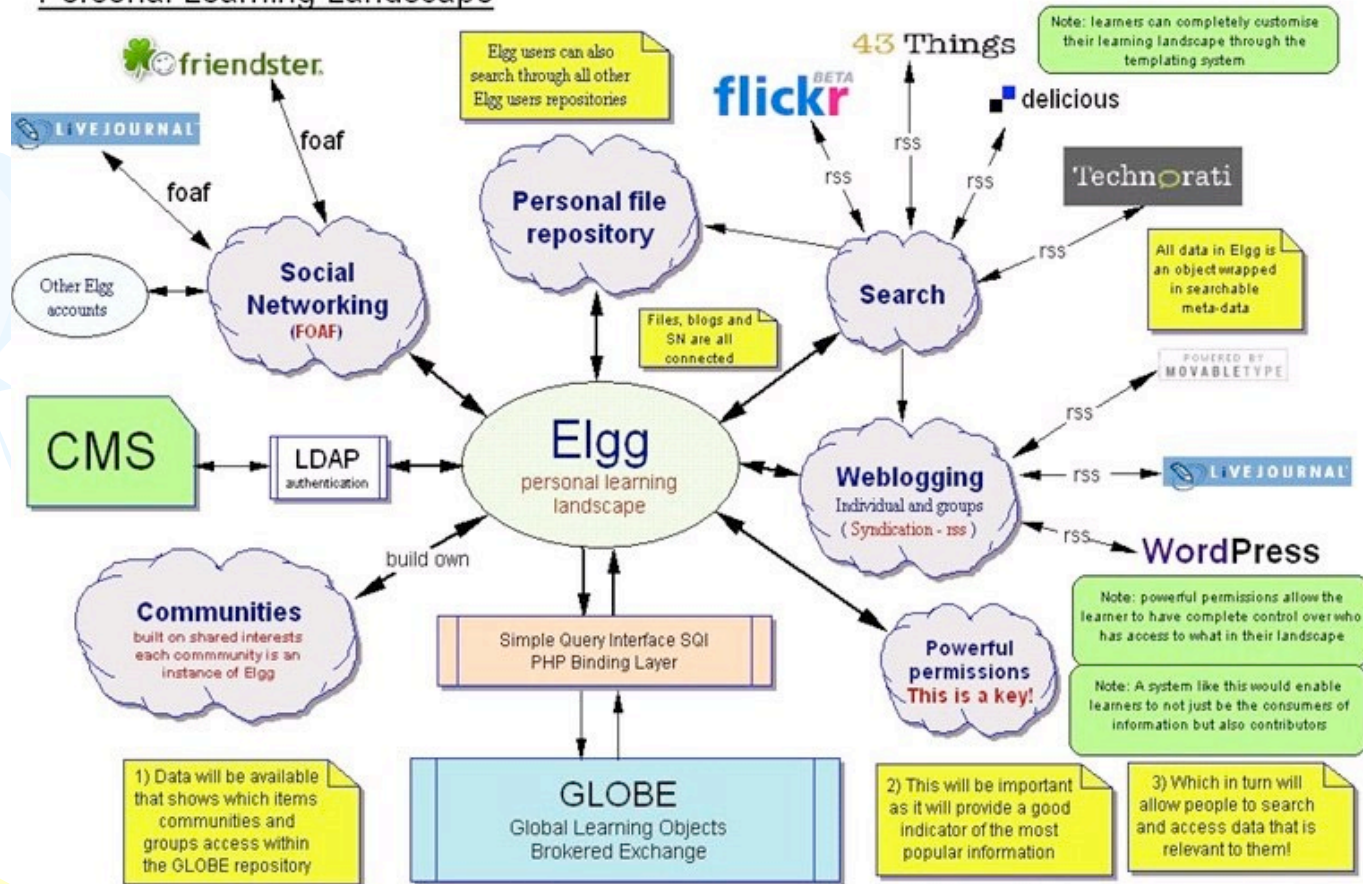 Personal Learning Landscape
friendster.
LiVEJOURNAL
foaf
foaf
Elgg users can also
search through all other
Elgg users repositories
43 Things
flickr
BETA
delicious
Note: learners can completely customise
their learning landscape through the
templating system
rss
rss
rss
Technorati
rss
Other Elgg
accounts
Social
Networking
(FOAF)
Personal file
repository
Search
All data in Elgg is
an object wrapped
in searchable
meta-data
Files, blogs and
SN are all
connected
POWERED BY
MOVABLETYPE
rss
CMS
LDAP
authentication
Elgg
personal learning
landscape
Weblogging
Individual and groups
( Syndication - rss )
rss
LiVEJOURNAL
rss
WordPress
build own
Communities
built on shared interests
each commmunity is an
instance of Elgg
Simple Query Interface SQI
PHP Binding Layer
Powerful
permissions
This is a key!
Note: powerful permissions allow the
learner to have complete control over who
has access to what in their landscape
Note: A system like this would enable
learners to not just be the consumers of
information but also contributors
1) Data will be available
that shows which items
communities and
groups access within
the GLOBE repository
GLOBE
Global Learning Objects
Brokered Exchange
2) This will be important
as it will provide a good
indicator of the most
popular information
3) Which in turn will
allow people to search
and access data that is
relevant to them!